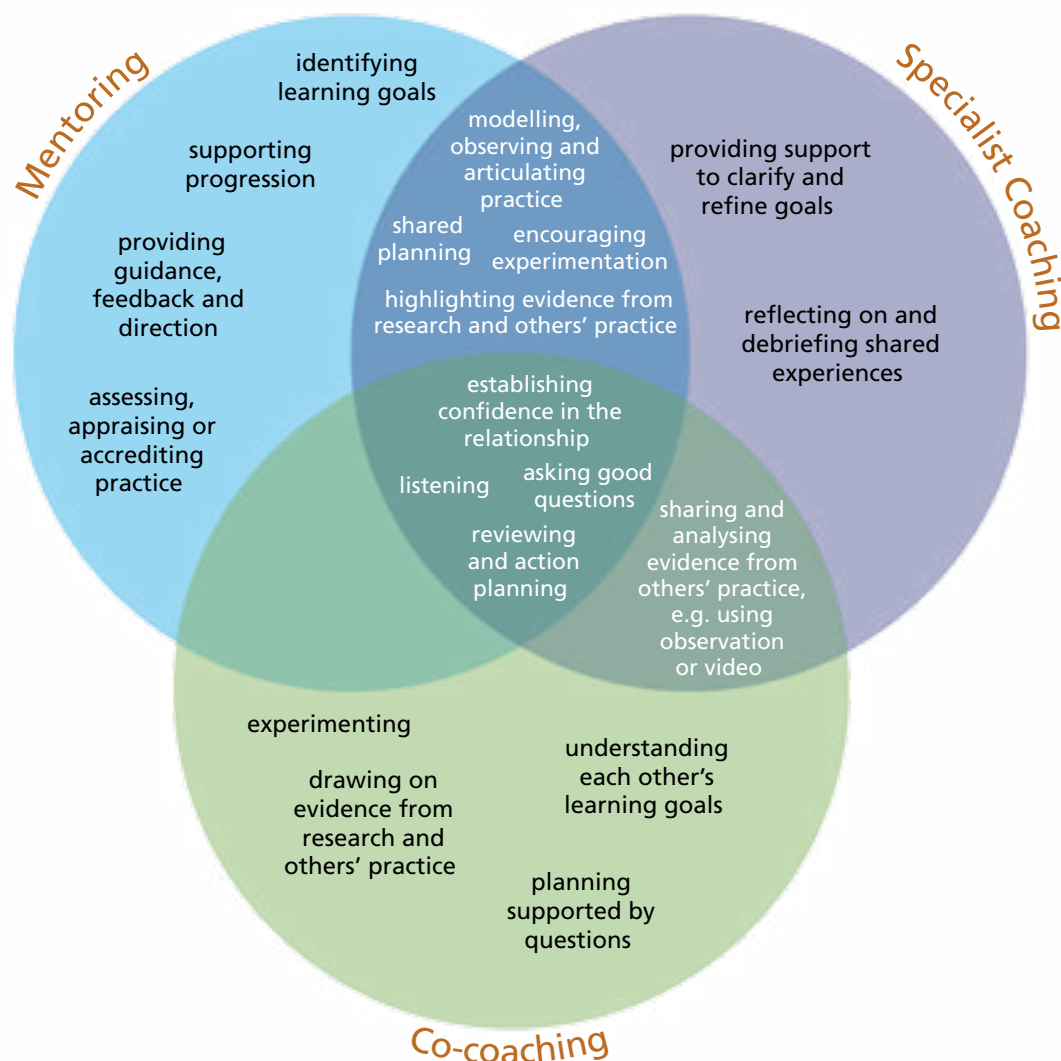 Mentoring
identifying
learning goals
supporting
progression
providing
guidance,
feedback and
direction
assessing,
appraising or
accrediting
practice
modelling,
observing and
articulating
practice
shared
planning
encouraging
experimentation
highlighting evidence from
research and others’ practice
Specialist Coaching
providing support
to clarify and
refine goals
reflecting on and
debriefing shared
experiences
establishing
confidence in the
relationship
listening
asking good
questions
reviewing
and action
planning
sharing and
analysing
evidence from
others’ practice,
e.g. using
observation
or video
experimenting
drawing on
evidence from
research and
others’ practice
understanding
each other’s
learning goals
planning
supported by
questions
Co-coaching